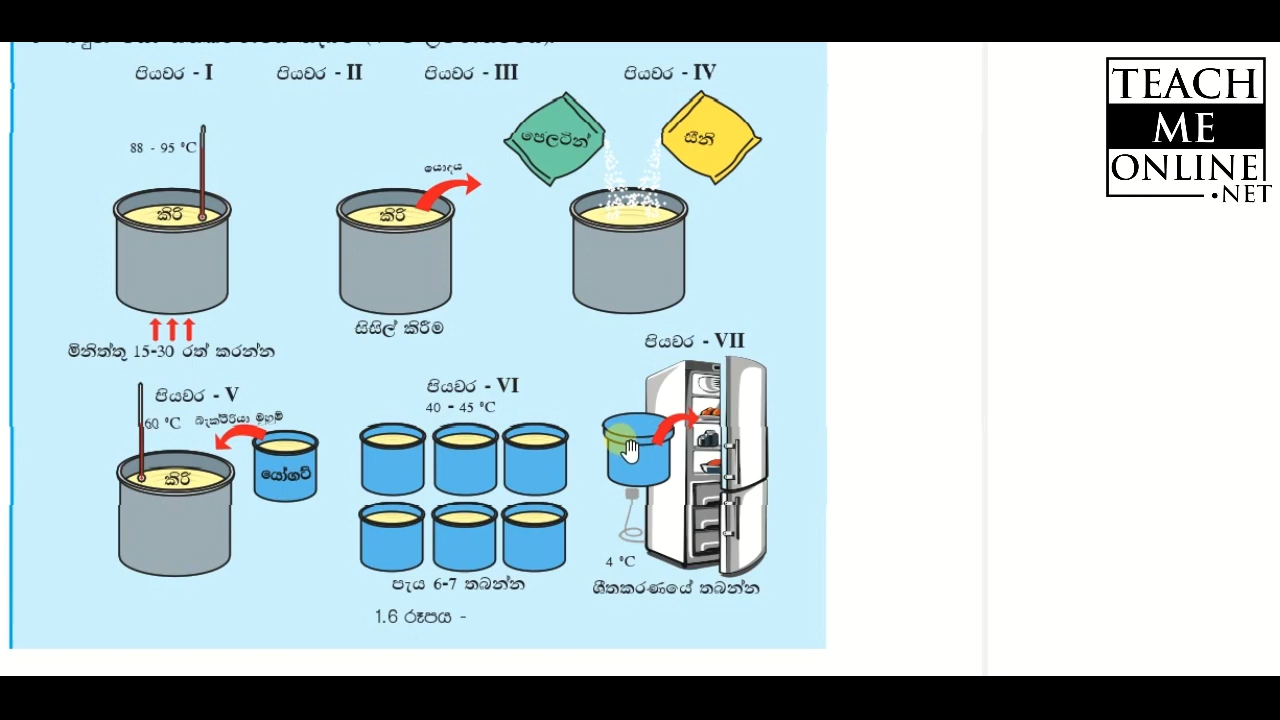 පියවර - I
පියවර - II
පියවර - III
පියවර - IV
88 - 95 °C
කිරි
මිනිත්තු 15-30 රත් කරන්න
යොදය
කිරි
සිසිල් කිරීම
පෙලටින්
සීනි
පියවර - V
60 °C
බැක්ටීරියා මුහුම්
කිරි
යෝගට්
පියවර - VI
40 - 45 °C
පැය 6-7 තබන්න
පියවර - VII
4 °C
ශීතකරණයේ තබන්න
1.6 රූපය -
TEACH
ME
ONLINE
.NET